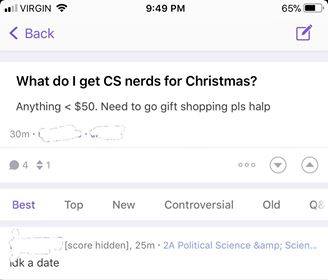 VIRGIN 9:49 PM 65%
Back
What do I get CS nerds for Christmas?
Anything < $50. Need to go gift shopping pls halp
30m •
4 1
Best Top New Controversial Old Q&
[score hidden], 25m • 2A Political Science &amp; Scien...
idk a date